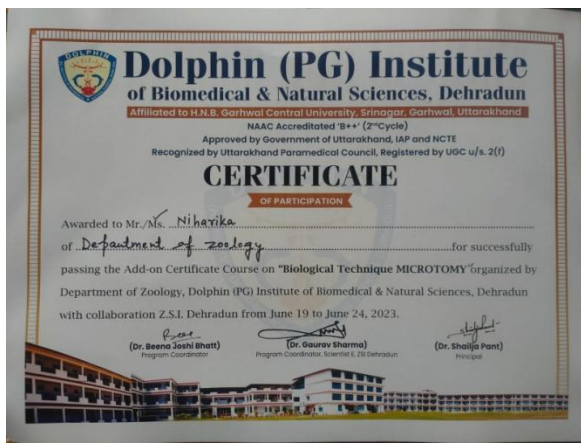 DOLPHIN
Dolphin (PG) Institute
of Biomedical & Natural Sciences, Dehradun
Affiliated to H.N.B. Garhwal Central University, Srinagar, Garhwal, Uttarakhand
NAAC Accreditated 'B++' (2ndCycle)
Approved by Government of Uttarakhand, IAP and NCTE
Recognized by Uttarakhand Paramedical Council, Registered by UGC u/s. 2(f)
CERTIFICATE
OF PARTICIPATION
Awarded to Mr./Ms. Niharika
of Department of zoology for successfully
passing the Add-on Certificate Course on "Biological Technique MICROTOMY" organized by
Department of Zoology, Dolphin (PG) Institute of Biomedical & Natural Sciences, Dehradun
with collaboration Z.S.I. Dehradun from June 19 to June 24, 2023.
(Dr. Beena Joshi Bhatt) (Dr. Gaurav Sharma) (Dr. Shailja Pant)
Program Coordinator Program Coordinator, Scientist E, ZSI Dehradun Principal